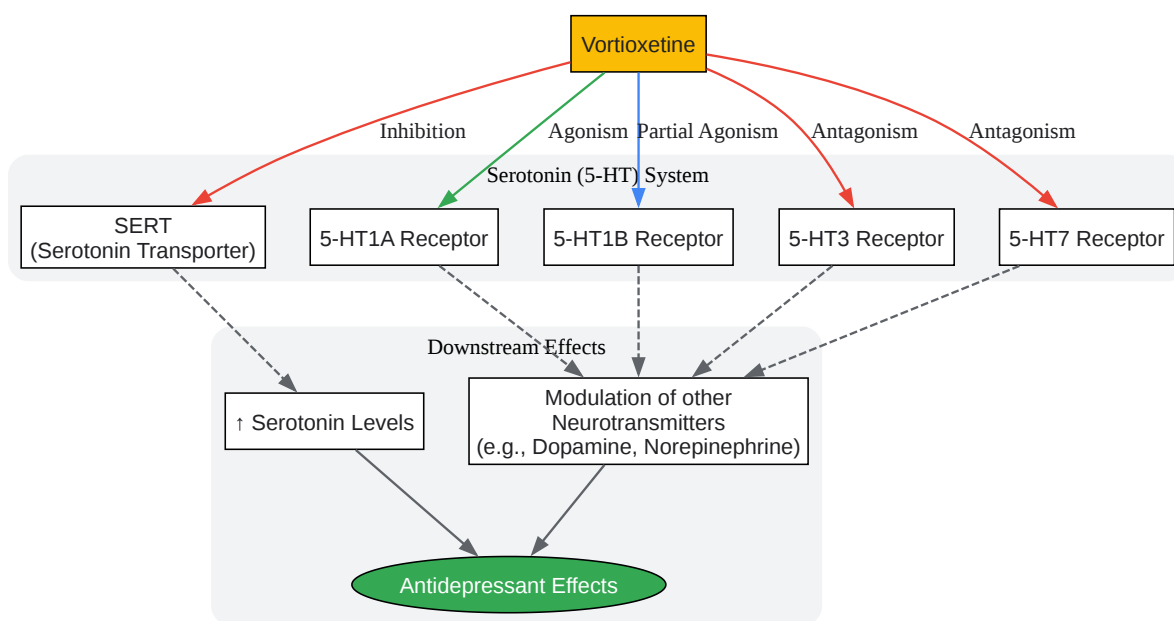 Vortioxetine
Inhibition
Agonism
Partial Agonism
Antagonism
Antagonism
Serotonin (5-HT) System
SERT
(Serotonin Transporter)
5-HT1A Receptor
5-HT1B Receptor
5-HT3 Receptor
5-HT7 Receptor
Downstream Effects
↑ Serotonin Levels
Modulation of other
Neurotransmitters
(e.g., Dopamine, Norepinephrine)
Antidepressant Effects